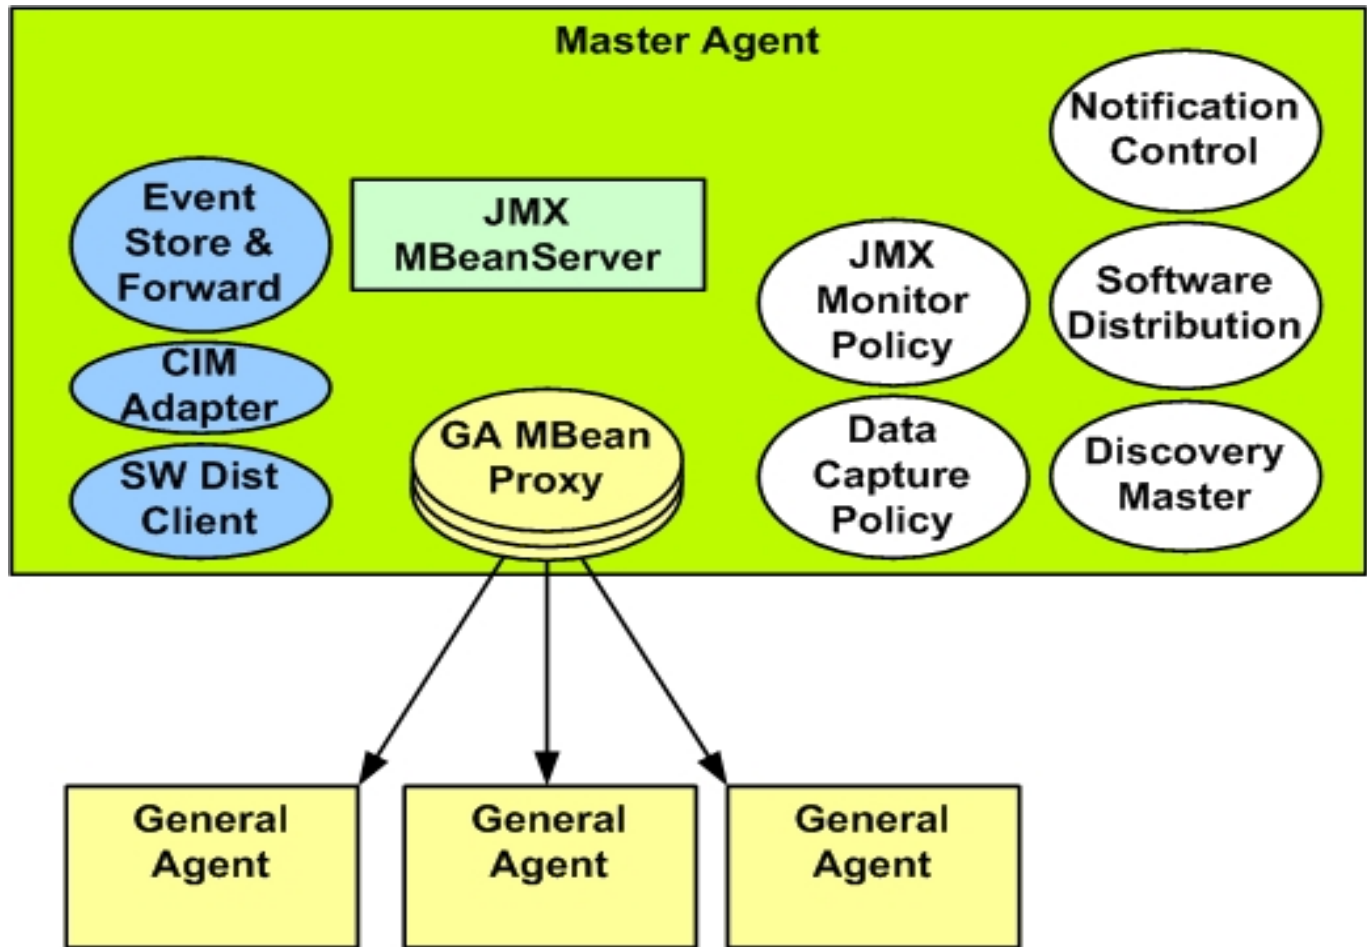 Master Agent
Event
Store &
Forward
CIM
Adapter
SW Dist
Client
JMX
MBeanServer
GA MBean
Proxy
JMX
Monitor
Policy
Data
Capture
Policy
Notification
Control
Software
Distribution
Discovery
Master
General
Agent
General
Agent
General
Agent